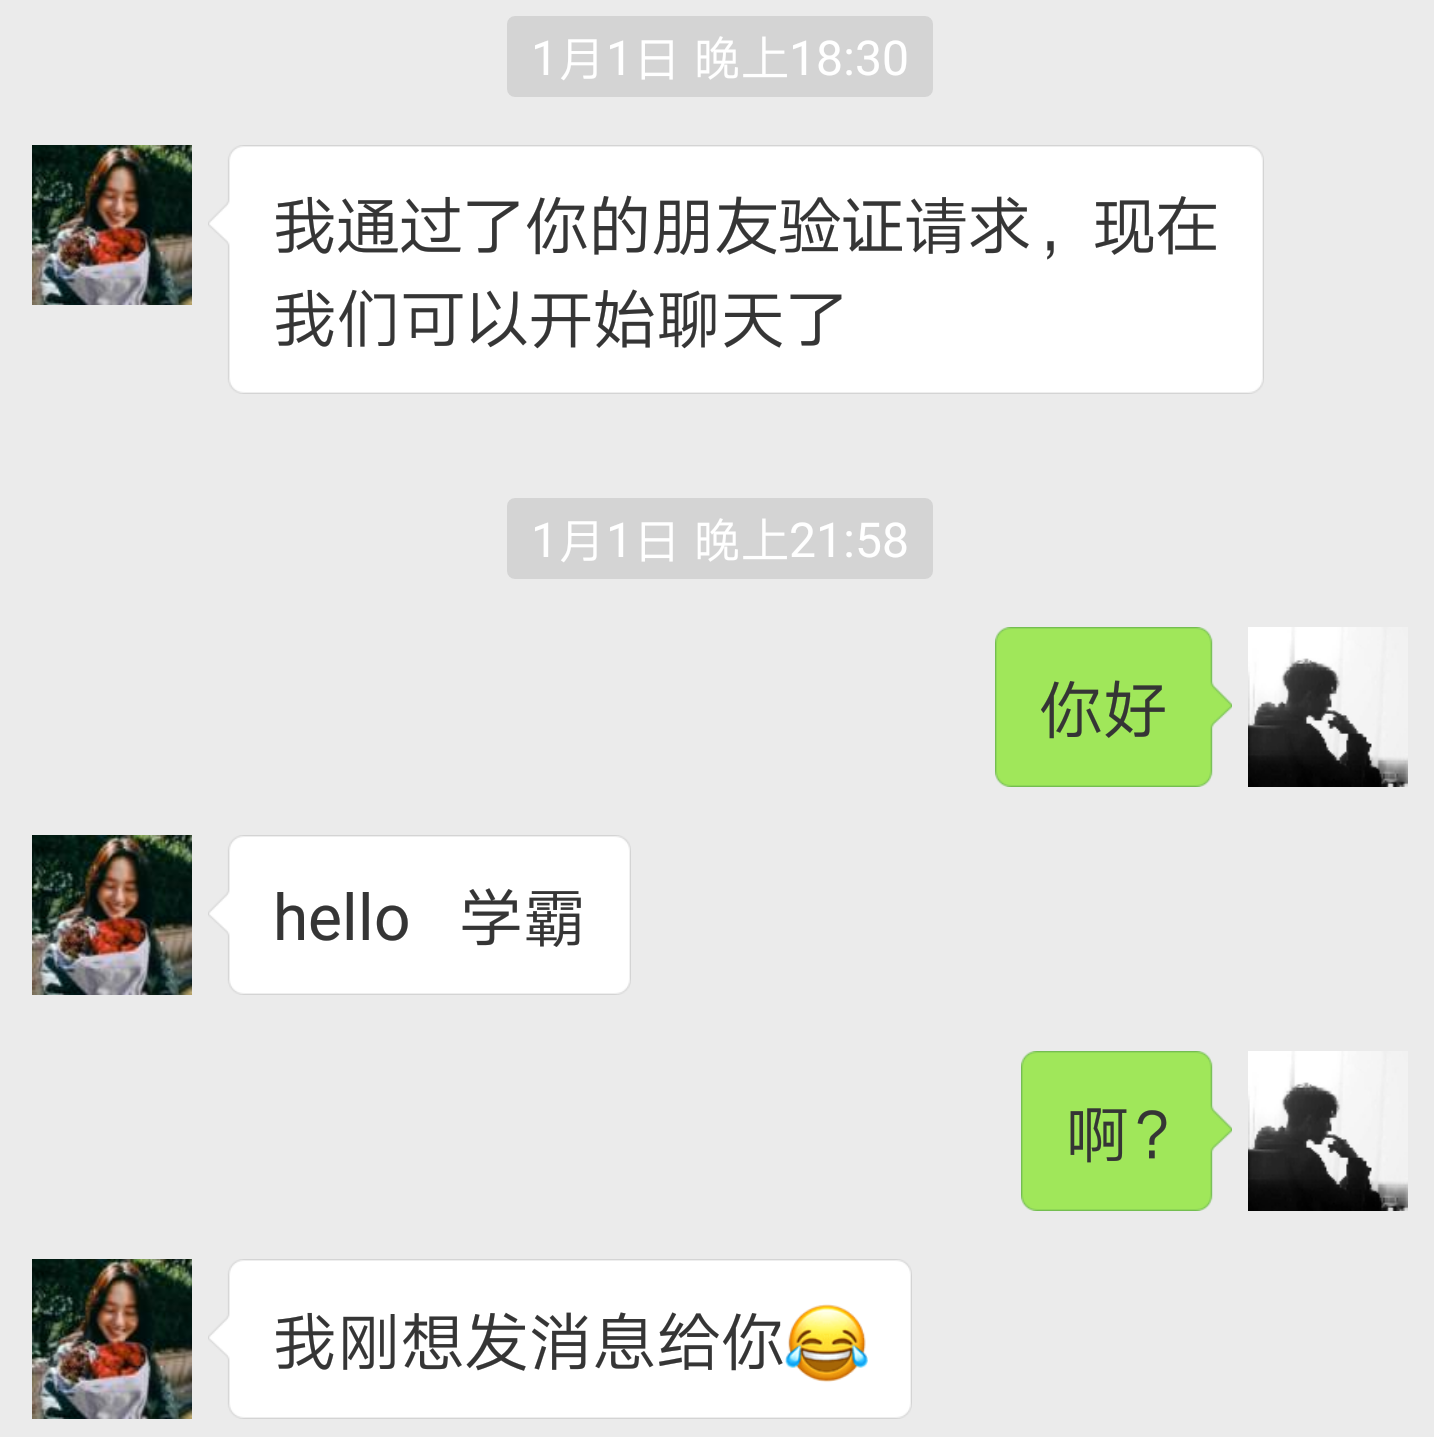 1月1日 晚上18:30
我通过了你的朋友验证请求，现在
我们可以开始聊天了
1月1日 晚上21:58
你好
hello   学霸
啊？
我刚想发消息给你😂